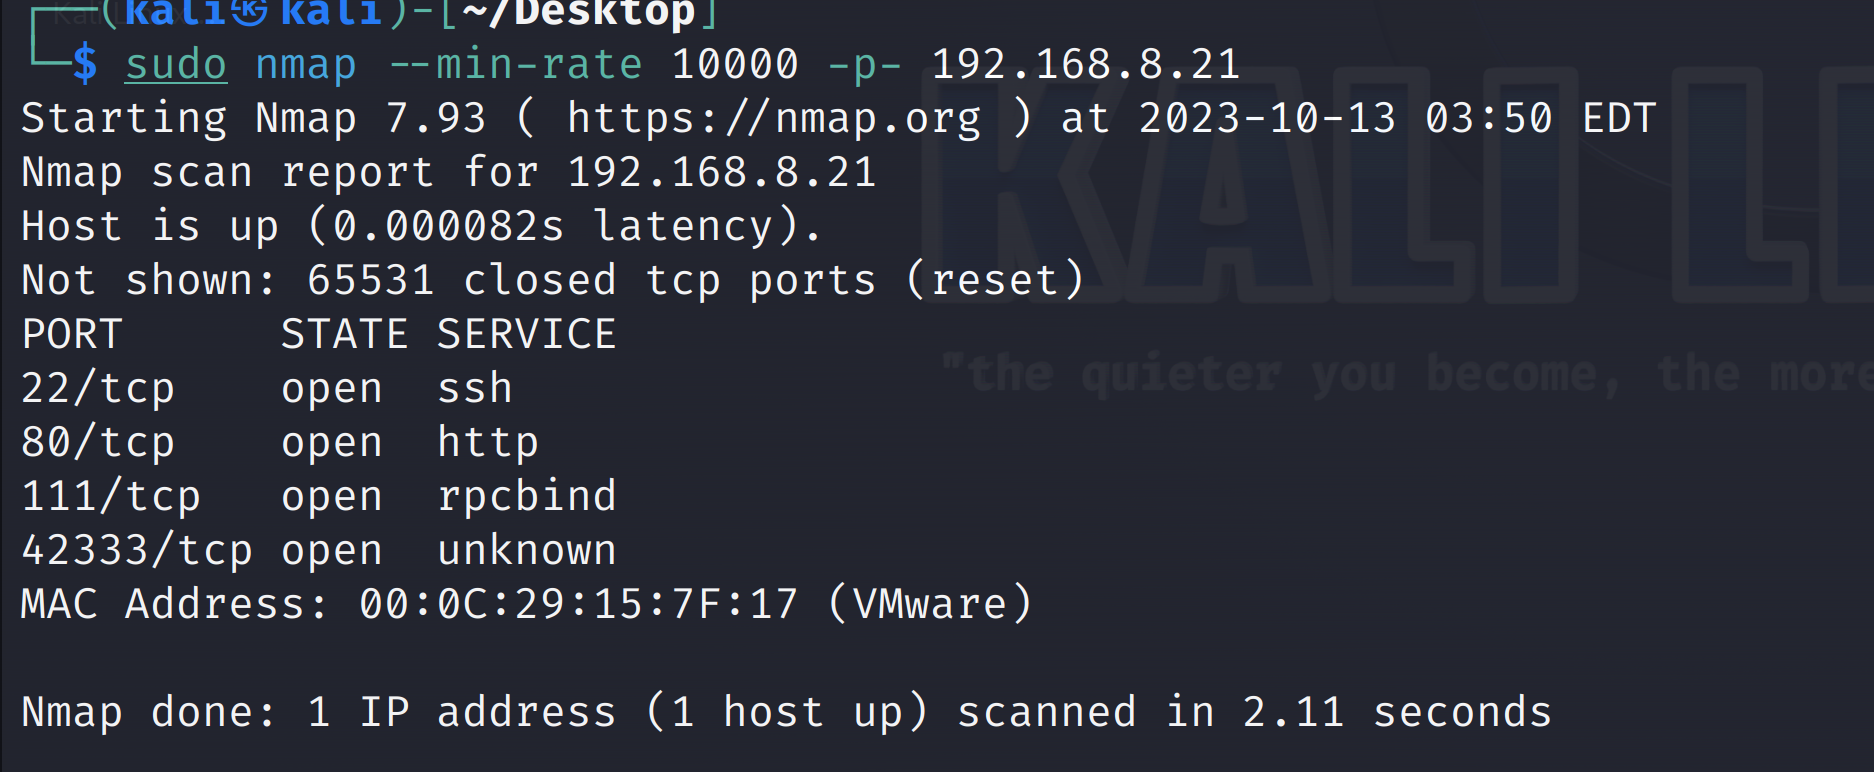 (kali㉿kali)-[~/Desktop]
$ sudo nmap --min-rate 10000 -p- 192.168.8.21
Starting Nmap 7.93 ( https://nmap.org ) at 2023-10-13 03:50 EDT
Nmap scan report for 192.168.8.21
Host is up (0.000082s latency).
Not shown: 65531 closed tcp ports (reset)
PORT      STATE SERVICE
22/tcp    open  ssh
80/tcp    open  http
111/tcp   open  rpcbind
42333/tcp open  unknown
MAC Address: 00:0C:29:15:7F:17 (VMware)
Nmap done: 1 IP address (1 host up) scanned in 2.11 seconds
KALI
"the quieter you become, the more